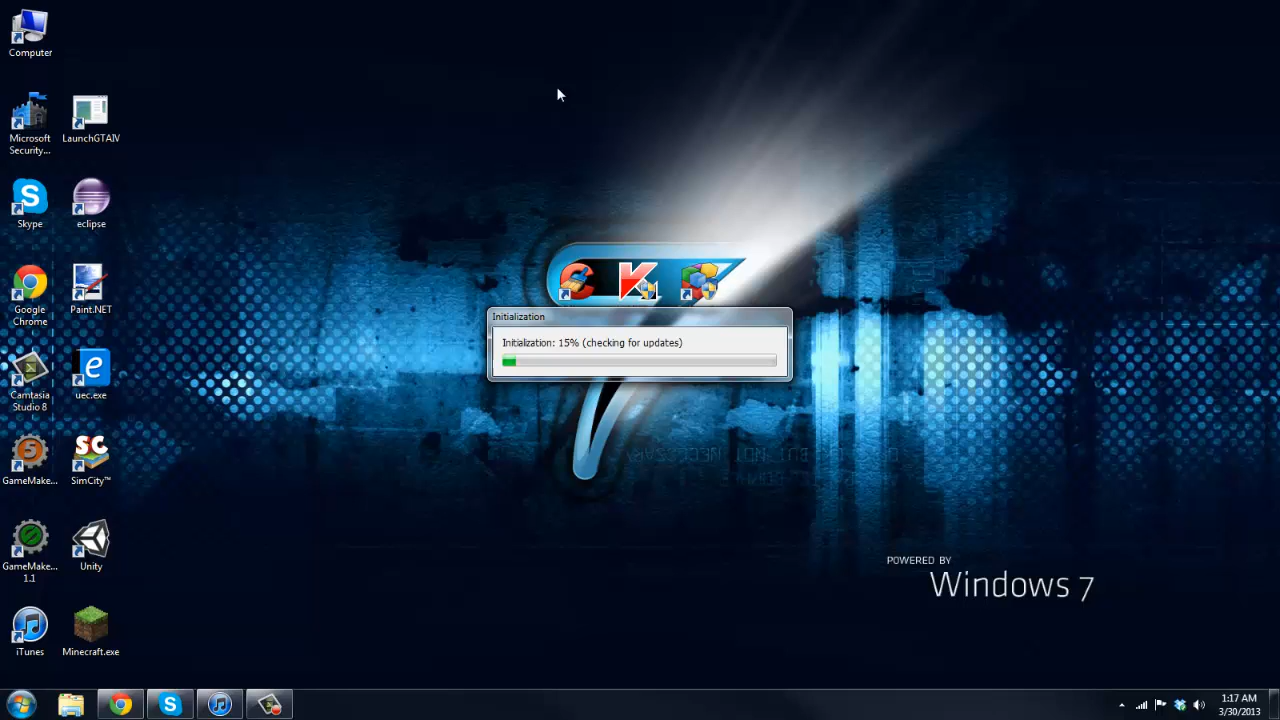 Computer
Microsoft
Security...
LaunchGTAIV
Skype
eclipse
Google
Chrome
Paint.NET
Camtasia
Studio 8
uec.exe
GameMake...
SimCity™
GameMake...
1.1
Unity
iTunes
Minecraft.exe
Initialization
Initialization: 15% (checking for updates)
POWERED BY
Windows 7
1:17 AM
3/30/2013